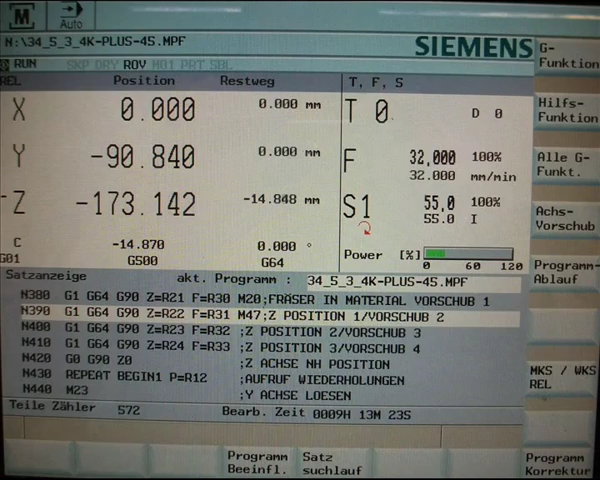 M Auto
N:\34_5_3_4K-PLUS-45.MPF SIEMENS G-Funktion
RUN SKP DRY ROV M01 PRT SBL
REL Position Restweg T, F, S
X 0.000 0.000 mm T 0 D 0 Hilfs-Funktion
Y -90.840 0.000 mm F 32,000 100% Alle G-Funkt.
32.000 mm/min
-Z -173.142 -14.848 mm S1 55.0 100% Achs-Vorschub
55.0 I
C -14.870 0.000 ° Power [%] 0 60 120
G01 G500 G64
Satzanzeige akt. Programm : 34_5_3_4K-PLUS-45.MPF Programm-Ablauf
N380 G1 G64 G90 Z=R21 F=R30 M20;FRÄSER IN MATERIAL VORSCHUB 1
N390 G1 G64 G90 Z=R22 F=R31 M47;Z POSITION 1/VORSCHUB 2
N400 G1 G64 G90 Z=R23 F=R32 ;Z POSITION 2/VORSCHUB 3
N410 G1 G64 G90 Z=R24 F=R33 ;Z POSITION 3/VORSCHUB 4
N420 G0 G90 Z0 ;Z ACHSE NH POSITION
N430 REPEAT BEGIN1 P=R12 ;AUFRUF WIEDERHOLUNGEN
N440 M23 ;Y ACHSE LOESEN
MKS / WKS REL
Teile Zähler 572 Bearb. Zeit 0009H 13M 23S
Programm Beeinfl. Satz suchlauf Programm Korrektur